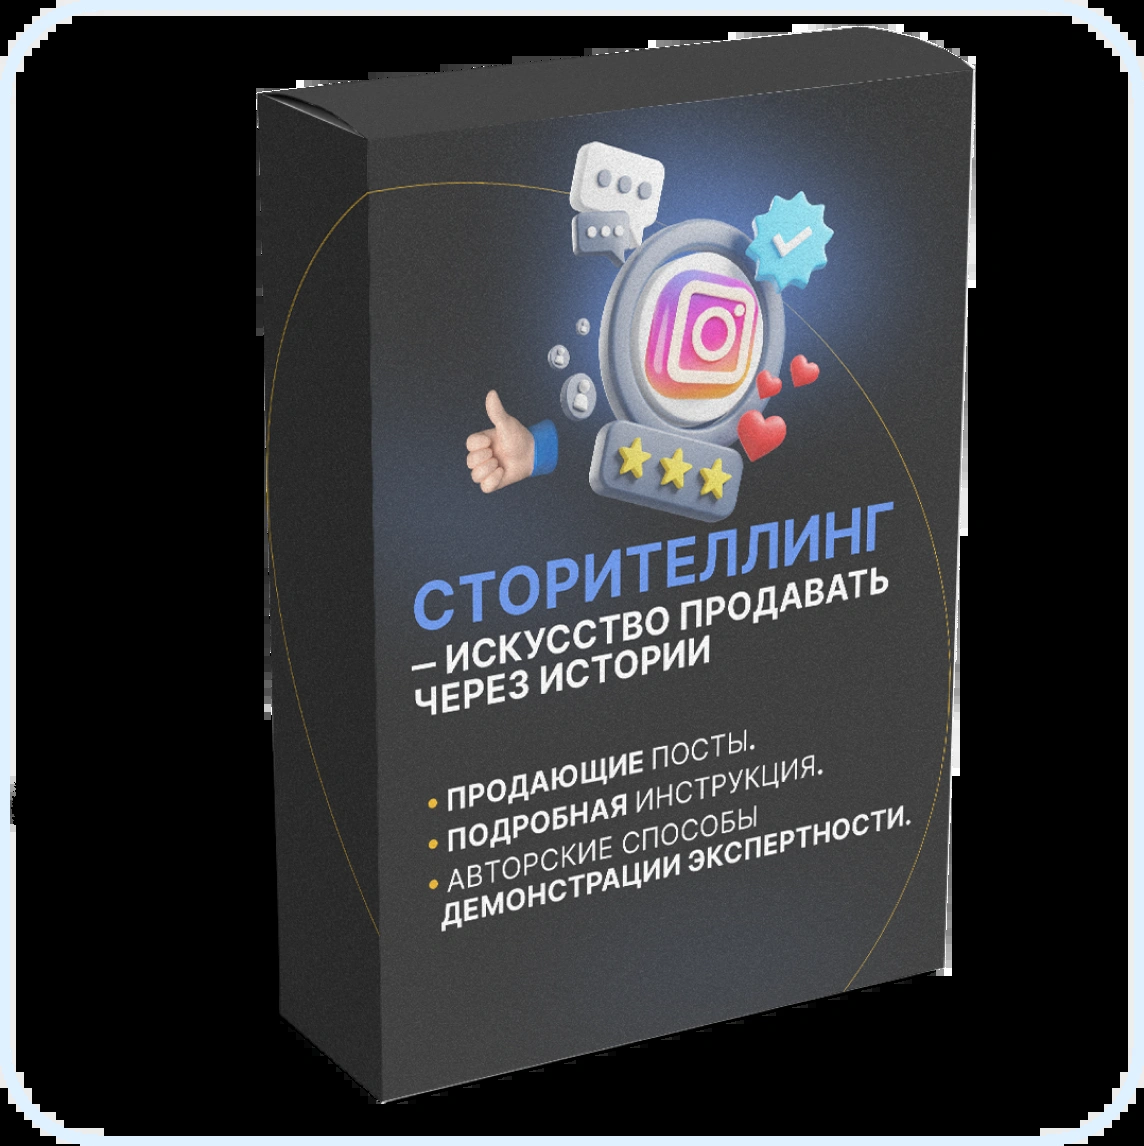 СТОРИТЕЛЛИНГ
– ИСКУССТВО ПРОДАВАТЬ
ЧЕРЕЗ ИСТОРИИ
• ПРОДАЮЩИЕ ПОСТЫ.
• ПОДРОБНАЯ ИНСТРУКЦИЯ.
• АВТОРСКИЕ СПОСОБЫ
ДЕМОНСТРАЦИИ ЭКСПЕРТНОСТИ.